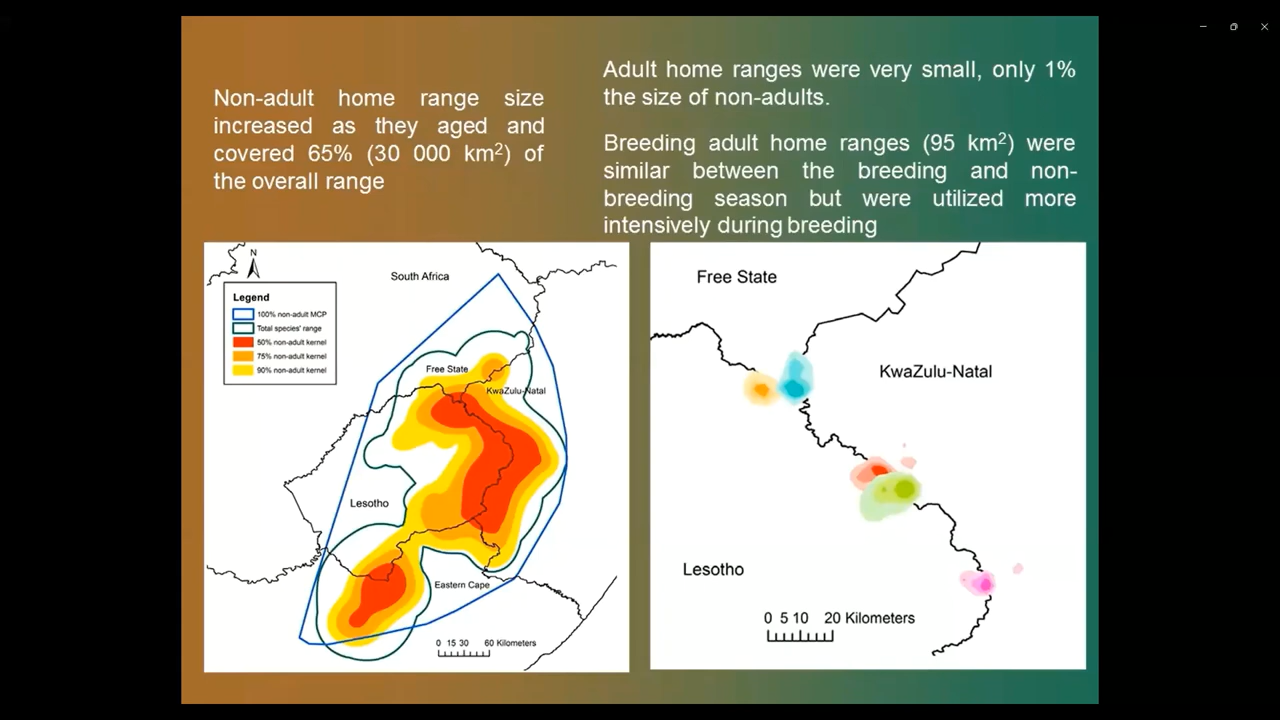 Non-adult home range size
increased as they aged and
covered 65% (30 000 km²) of
the overall range
Adult home ranges were very small, only 1%
the size of non-adults.
Breeding adult home ranges (95 km²) were
similar between the breeding and non-
breeding season but were utilized more
intensively during breeding
N
South Africa
Legend
100% non-adult MCP
Total species' range
50% non-adult kernel
75% non-adult kernel
90% non-adult kernel
Free State
KwaZulu-Natal
Lesotho
Eastern Cape
0 15 30 60 Kilometers
Free State
KwaZulu-Natal
Lesotho
0 5 10 20 Kilometers